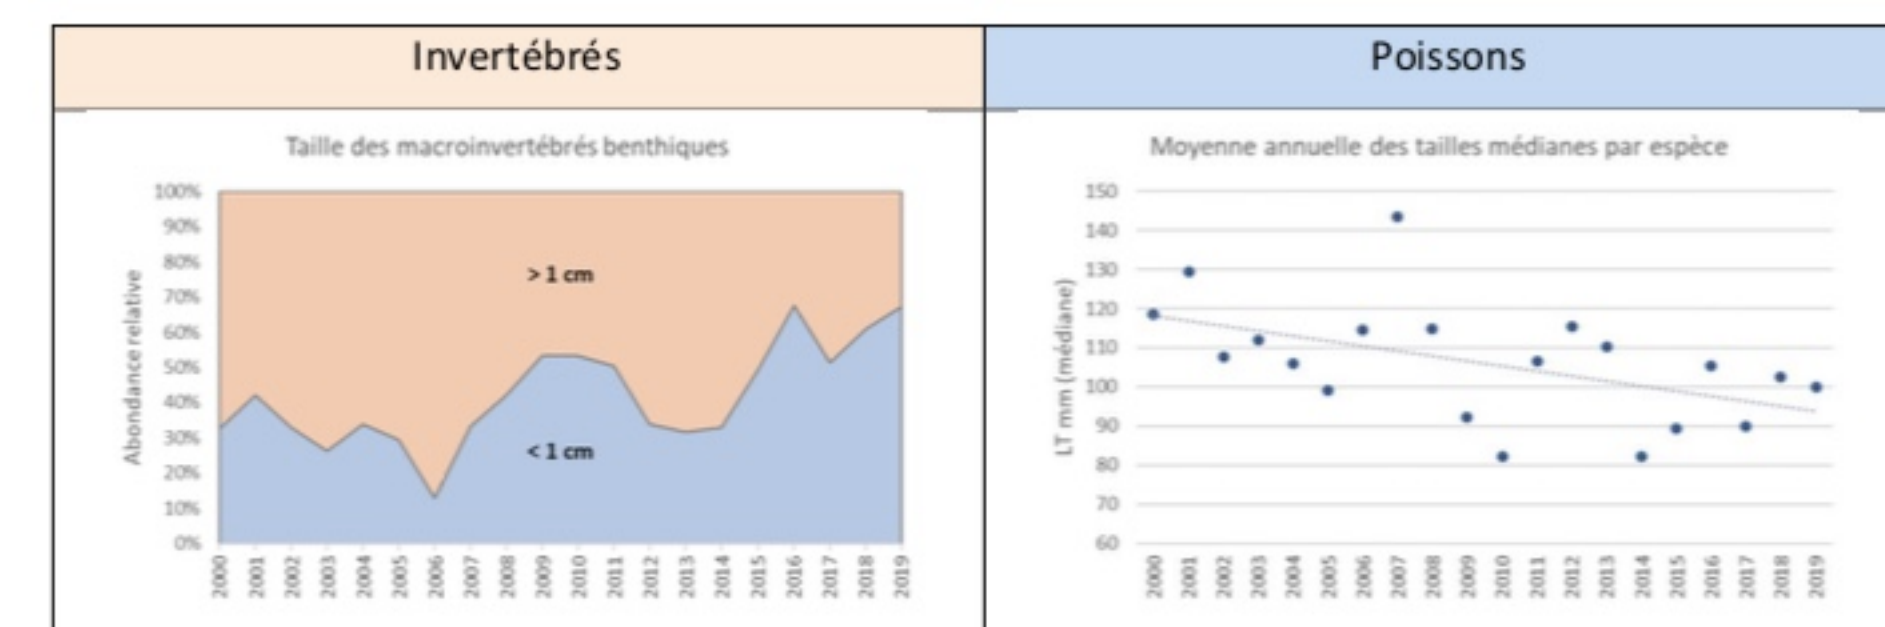 Invertébrés
Taille des macroinvertébrés benthiques
Abondance relative
100%
90%
80%
70%
60%
50%
40%
30%
20%
10%
0%
> 1 cm
< 1 cm
2000 2001 2002 2003 2004 2005 2006 2007 2008 2009 2010 2011 2012 2013 2014 2015 2016 2017 2018 2019
Poissons
Moyenne annuelle des tailles médianes par espèce
LT mm (médiane)
150
140
130
120
110
100
90
80
70
60
2000 2001 2002 2003 2004 2005 2006 2007 2008 2009 2010 2011 2012 2013 2014 2015 2016 2017 2018 2019